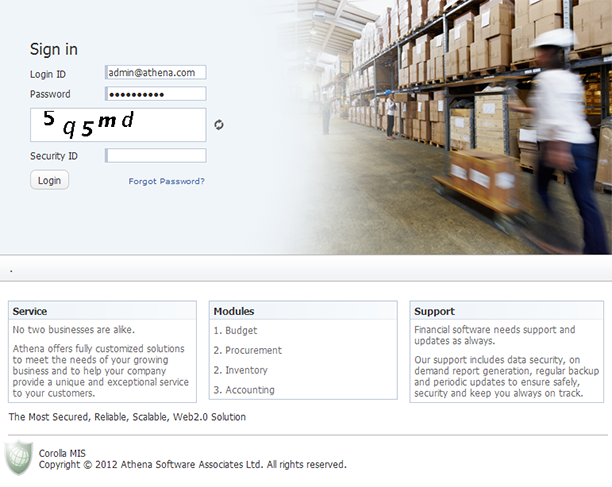 Sign in
Login ID
admin@athena.com
Password
••••••••••
5q5md
Security ID
Login
Forgot Password?
.
Service
No two businesses are alike.
Athena offers fully customized solutions
to meet the needs of your growing
business and to help your company
provide a unique and exceptional service
to your customers.
Modules
1. Budget
2. Procurement
2. Inventory
3. Accounting
Support
Financial software needs support and
updates as always.
Our support includes data security, on
demand report generation, regular backup
and periodic updates to ensure safely,
security and keep you always on track.
The Most Secured, Reliable, Scalable, Web2.0 Solution
Corolla MIS
Copyright © 2012 Athena Software Associates Ltd. All rights reserved.